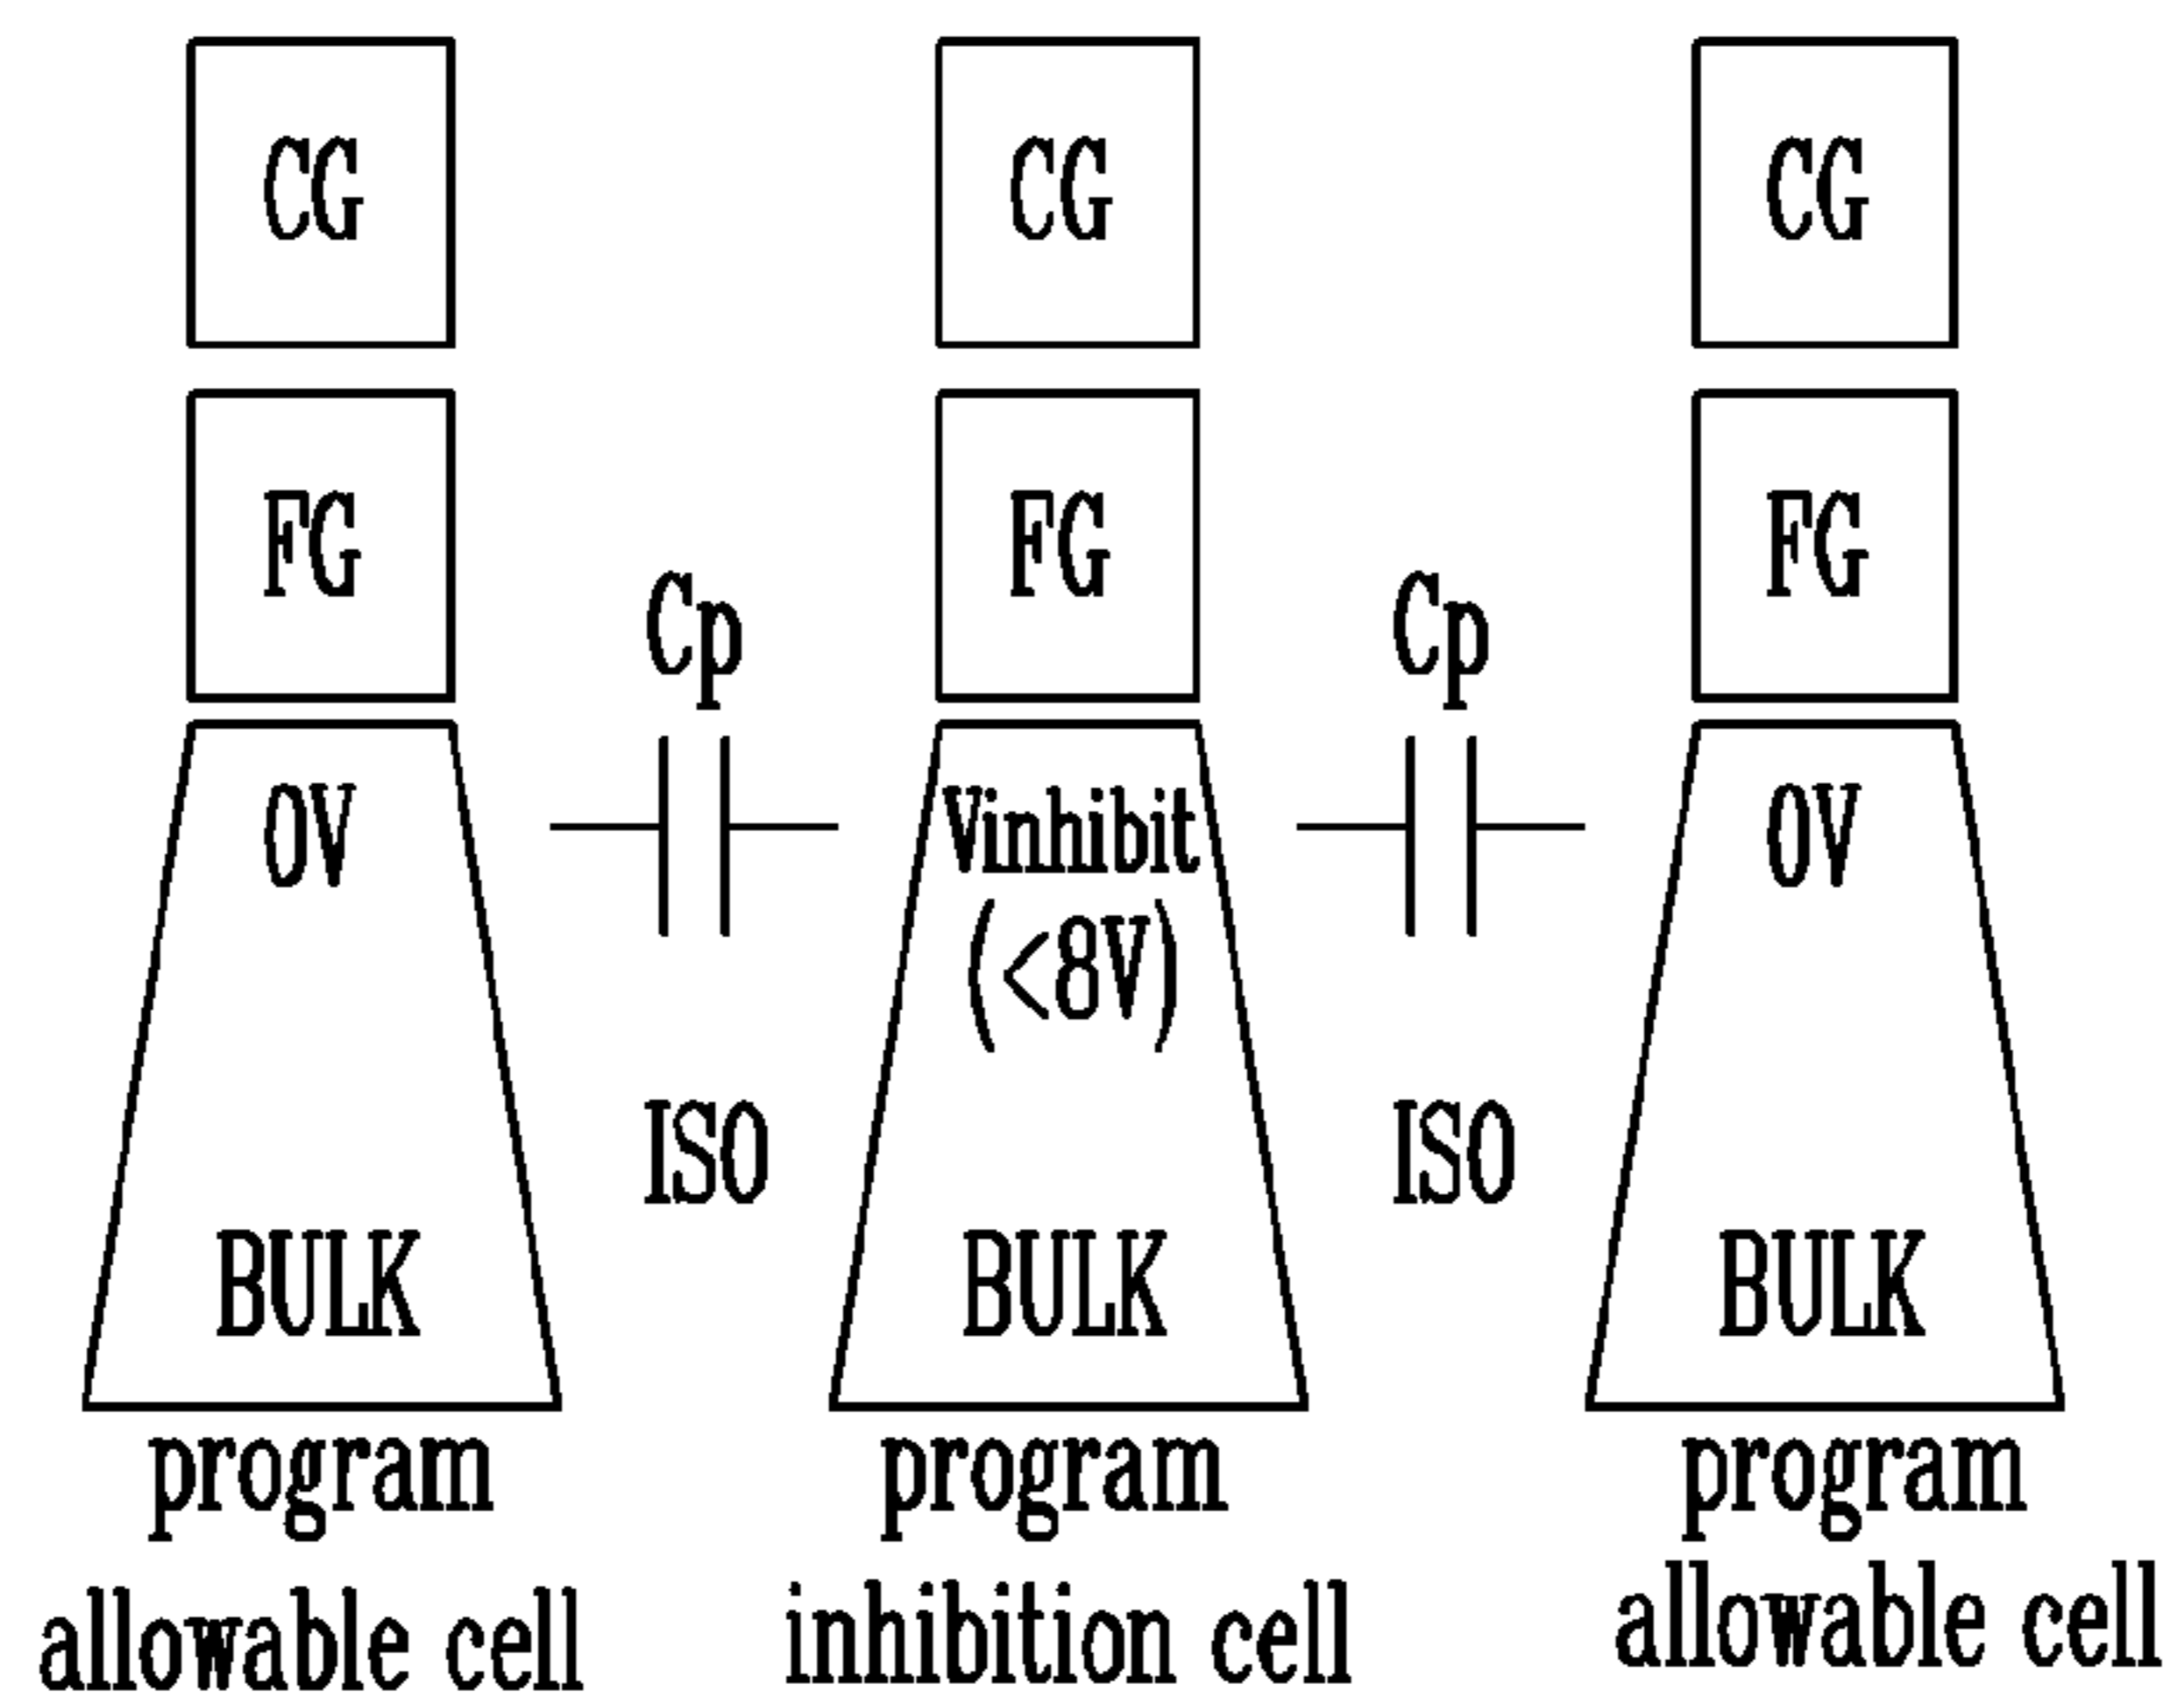 CG CG CG
FG FG FG
Cp Cp
0V Vinhibit 0V
(<8V)
ISO ISO
BULK BULK BULK
program program program
allowable cell inhibition cell allowable cell